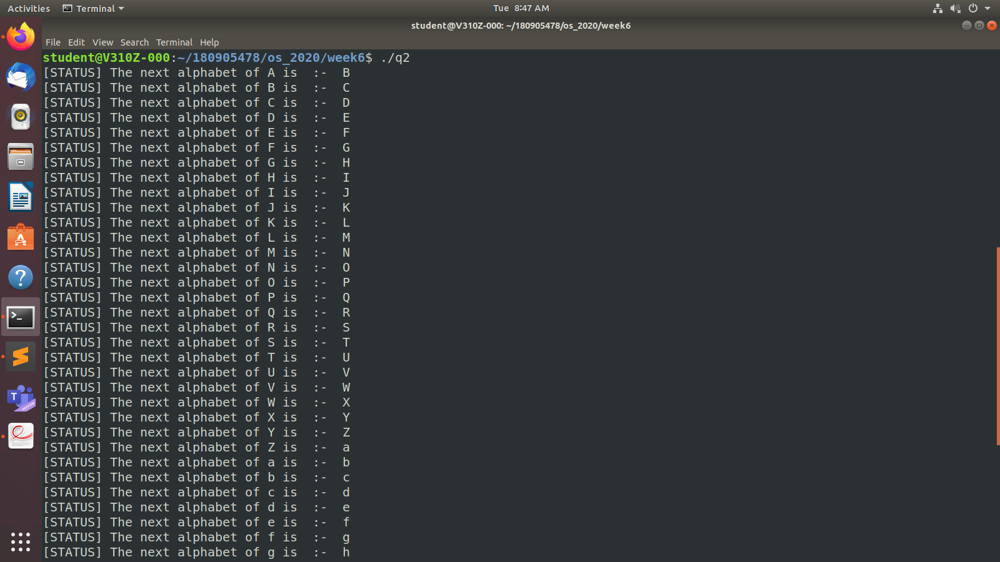 Activities Terminal Tue 8:47 AM
student@V310Z-000: ~/180905478/os_2020/week6
File Edit View Search Terminal Help
student@V310Z-000:~/180905478/os_2020/week6$ ./q2
[STATUS] The next alphabet of A is  :-  B
[STATUS] The next alphabet of B is  :-  C
[STATUS] The next alphabet of C is  :-  D
[STATUS] The next alphabet of D is  :-  E
[STATUS] The next alphabet of E is  :-  F
[STATUS] The next alphabet of F is  :-  G
[STATUS] The next alphabet of G is  :-  H
[STATUS] The next alphabet of H is  :-  I
[STATUS] The next alphabet of I is  :-  J
[STATUS] The next alphabet of J is  :-  K
[STATUS] The next alphabet of K is  :-  L
[STATUS] The next alphabet of L is  :-  M
[STATUS] The next alphabet of M is  :-  N
[STATUS] The next alphabet of N is  :-  O
[STATUS] The next alphabet of O is  :-  P
[STATUS] The next alphabet of P is  :-  Q
[STATUS] The next alphabet of Q is  :-  R
[STATUS] The next alphabet of R is  :-  S
[STATUS] The next alphabet of S is  :-  T
[STATUS] The next alphabet of T is  :-  U
[STATUS] The next alphabet of U is  :-  V
[STATUS] The next alphabet of V is  :-  W
[STATUS] The next alphabet of W is  :-  X
[STATUS] The next alphabet of X is  :-  Y
[STATUS] The next alphabet of Y is  :-  Z
[STATUS] The next alphabet of Z is  :-  a
[STATUS] The next alphabet of a is  :-  b
[STATUS] The next alphabet of b is  :-  c
[STATUS] The next alphabet of c is  :-  d
[STATUS] The next alphabet of d is  :-  e
[STATUS] The next alphabet of e is  :-  f
[STATUS] The next alphabet of f is  :-  g
[STATUS] The next alphabet of g is  :-  h
T
PREVIEW